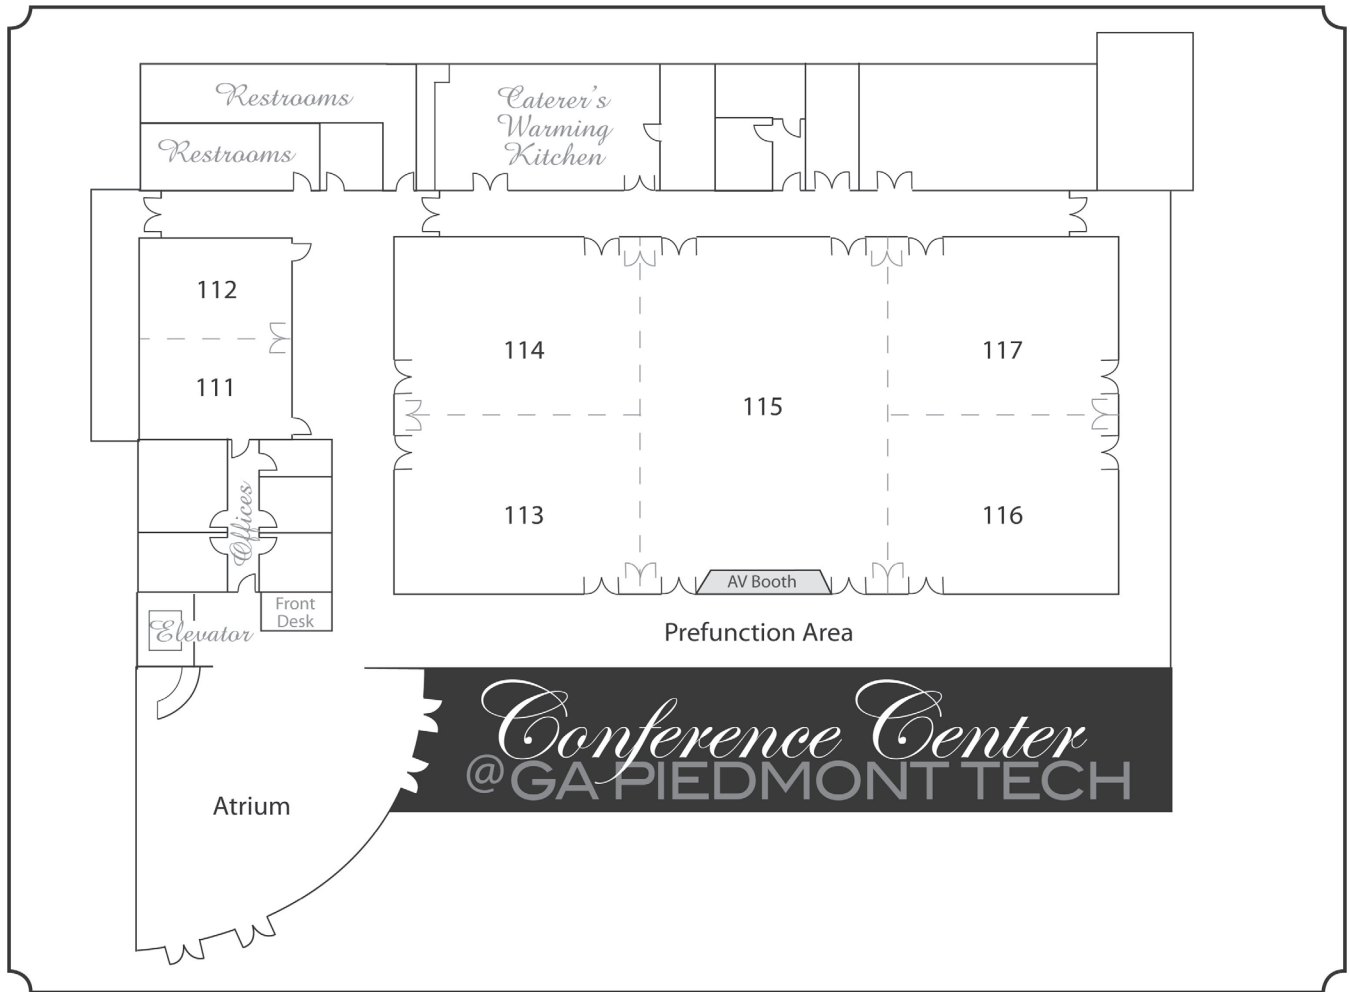 Restrooms
Restrooms
Caterer's
Warming
Kitchen
112
111
114
115
117
113
116
Offices
AV Booth
Front
Desk
Elevator
Prefunction Area
Conference Center
@GA PIEDMONT TECH
Atrium